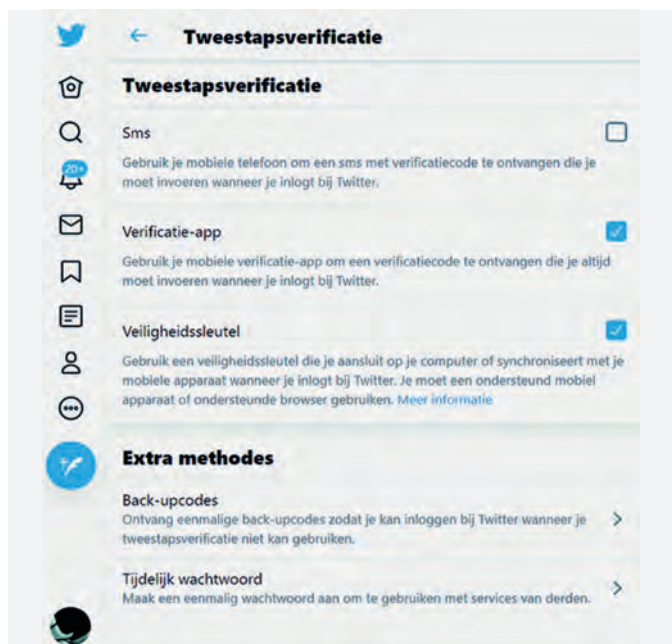 Tweestapsverificatie
Tweestapsverificatie
Sms
Gebruik je mobiele telefoon om een sms met verificatiecode te ontvangen die je
moet invoeren wanneer je inlogt bij Twitter.
20+
Verificatie-app
Gebruik je mobiele verificatie-app om een verificatiecode te ontvangen die je altijd
moet invoeren wanneer je inlogt bij Twitter.
Veiligheidssleutel
Gebruik een veiligheidssleutel die je aansluit op je computer of synchroniseert met je
mobiele apparaat wanneer je inlogt bij Twitter. Je moet een ondersteund mobiel
apparaat of ondersteunde browser gebruiken. Meer informatie
Extra methodes
Back-upcodes
Ontvang eenmalige back-upcodes zodat je kan inloggen bij Twitter wanneer je
tweestapsverificatie niet kan gebruiken.
Tijdelijk wachtwoord
Maak een eenmalig wachtwoord aan om te gebruiken met services van derden.